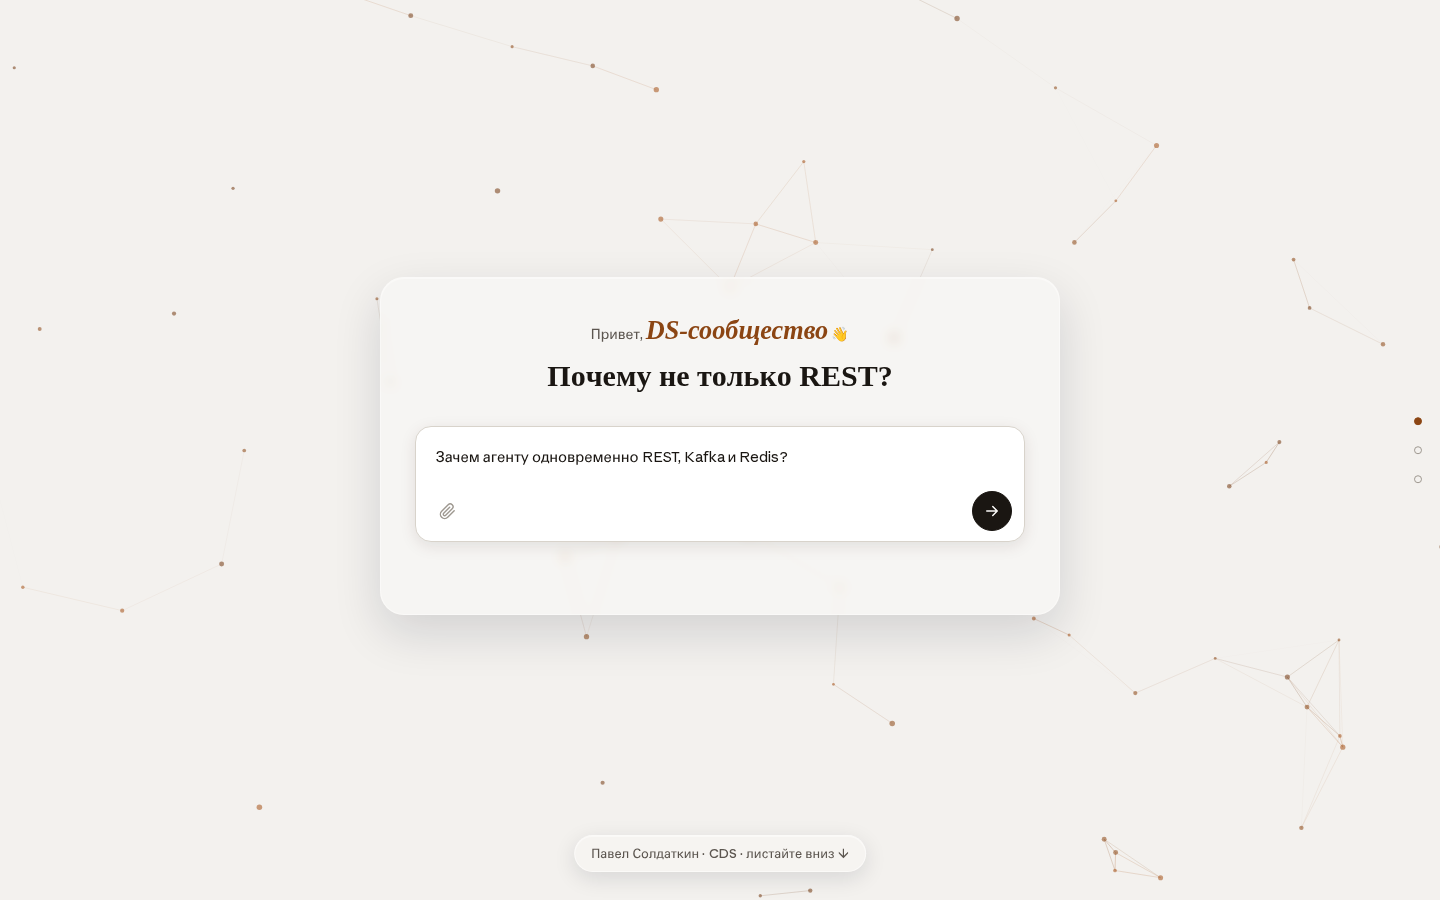 Привет, DS-сообщество 👋
Почему не только REST?
Зачем агенту одновременно REST, Kafka и Redis?
Павел Солдаткин · CDS · листайте вниз ↓